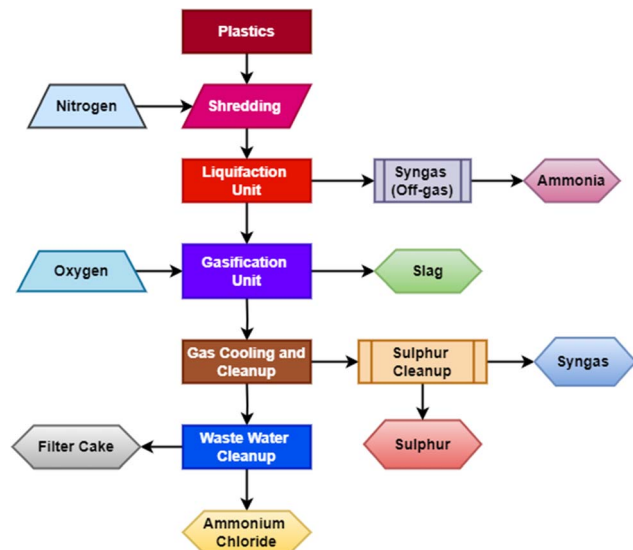 Plastics
Nitrogen
Shredding
Liquifaction
Unit
Syngas
(Off-gas)
Ammonia
Oxygen
Gasification
Unit
Slag
Gas Cooling and
Cleanup
Sulphur
Cleanup
Syngas
Filter Cake
Waste Water
Cleanup
Sulphur
Ammonium
Chloride